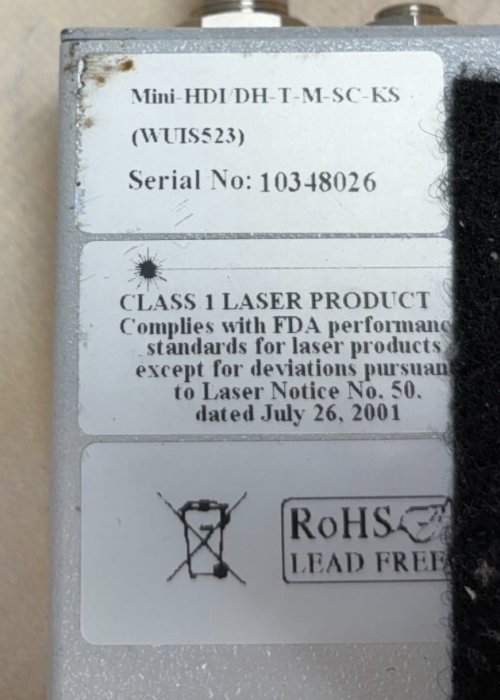 Mini-HDI/DH-T-M-SC-KS
(WUIS523)
Serial No: 10348026
CLASS 1 LASER PRODUCT
Complies with FDA performanc
standards for laser products
except for deviations pursuan
to Laser Notice No. 50.
dated July 26, 2001
RoHS
LEAD FREE